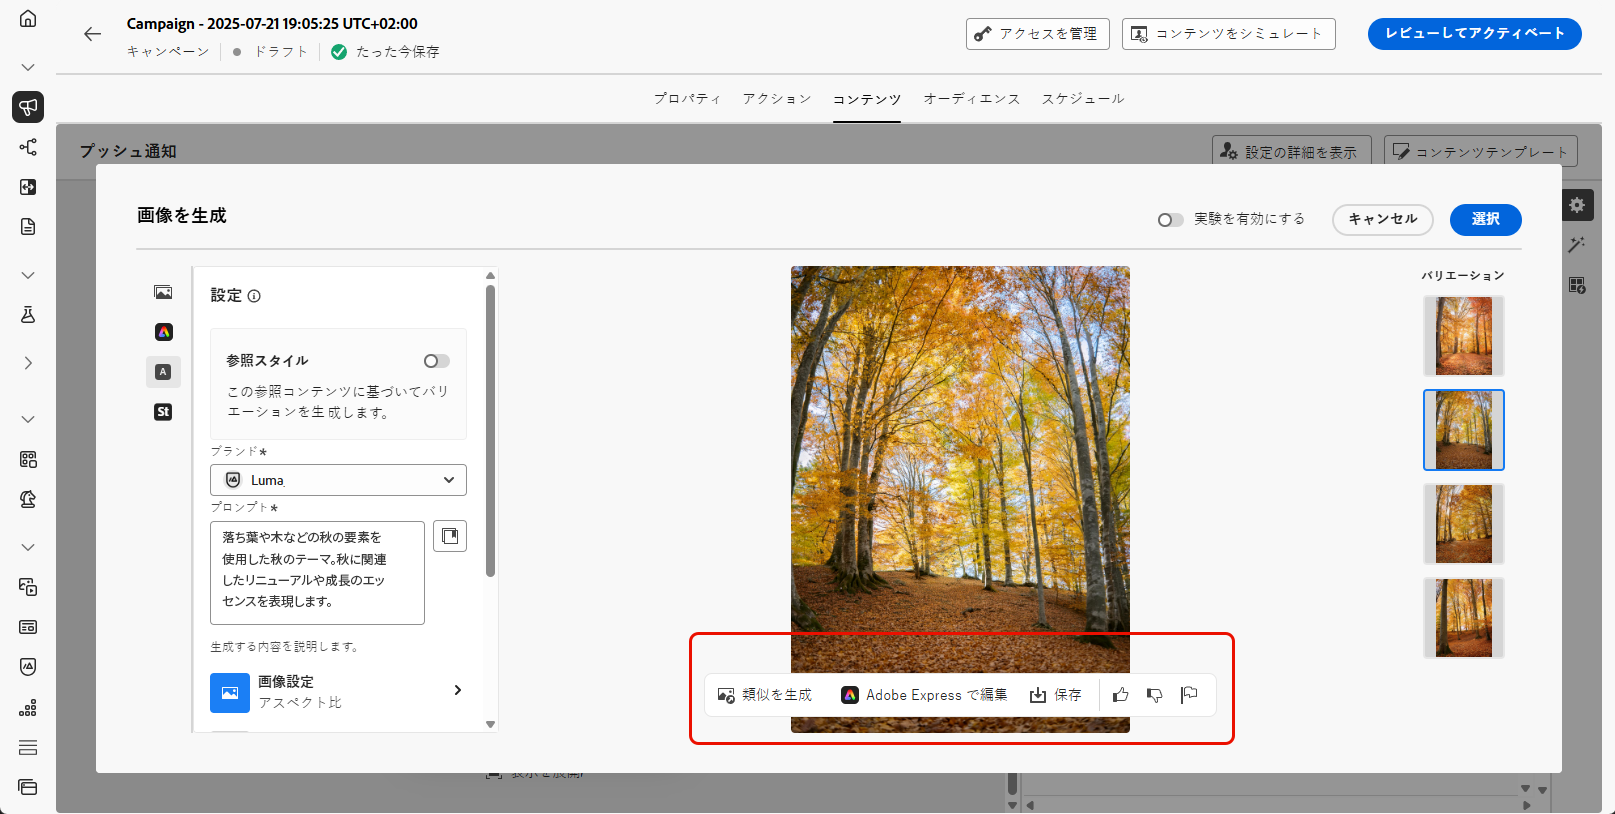 Campaign - 2025-07-21 19:05:25 UTC+02:00
キャンペーン ドラフト たった今保存
アクセスを管理
コンテンツをシミュレート
レビューしてアクティベート
プロパティ アクション コンテンツ オーディエンス スケジュール
プッシュ通知
設定の詳細を表示
コンテンツテンプレート
画像を生成
実験を有効にする
キャンセル
選択
設定
参照スタイル
この参照コンテンツに基づいてバリ
エーションを生成します。
ブランド*
Luma
プロンプト*
落ち葉や木などの秋の要素を
使用した秋のテーマ。秋に関連
したリニューアルや成長のエッ
センスを表現します。
生成する内容を説明します。
画像設定
アスペクト比
A
St
類似を生成
Adobe Express で編集
保存
バリエーション